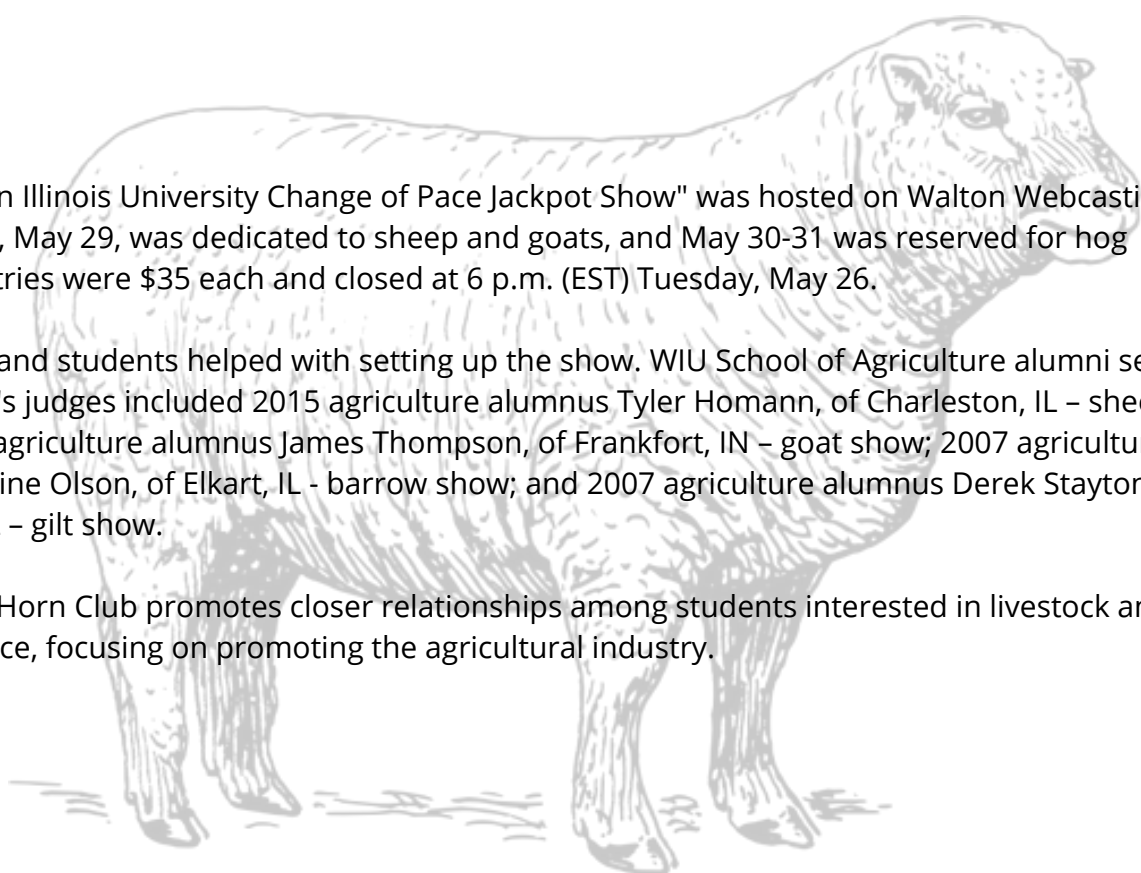 n Illinois University Change of Pace Jackpot Show" was hosted on Walton Webcasti
, May 29, was dedicated to sheep and goats, and May 30-31 was reserved for hog
tries were $35 each and closed at 6 p.m. (EST) Tuesday, May 26.
and students helped with setting up the show. WIU School of Agriculture alumni se
's judges included 2015 agriculture alumnus Tyler Homann, of Charleston, IL – shee
agriculture alumnus James Thompson, of Frankfort, IN – goat show; 2007 agricultur
ine Olson, of Elkart, IL - barrow show; and 2007 agriculture alumnus Derek Stayton
– gilt show.
Horn Club promotes closer relationships among students interested in livestock an
ce, focusing on promoting the agricultural industry.